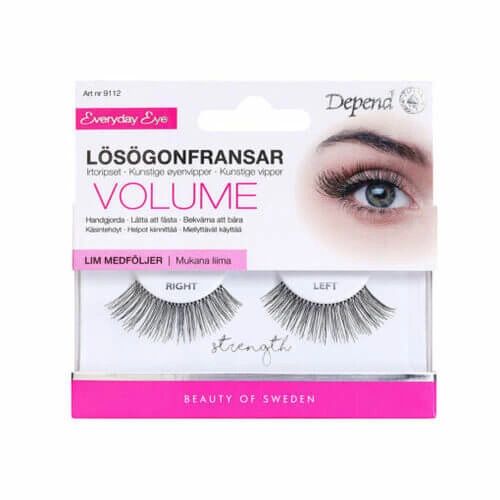 Art nr 9112
Everyday Eye
Depend
LÖSÖGONFRANSAR
Irtoripset · Kunstige øyenvipper · Kunstige vipper
VOLUME
Handgjorda · Lätta att fästa · Bekväma att bära
Käsintehdyt · Helpot kiinnittää · Miellyttävät käyttää
LIM MEDFÖLJER | Mukana liima
RIGHT
LEFT
strength
BEAUTY OF SWEDEN